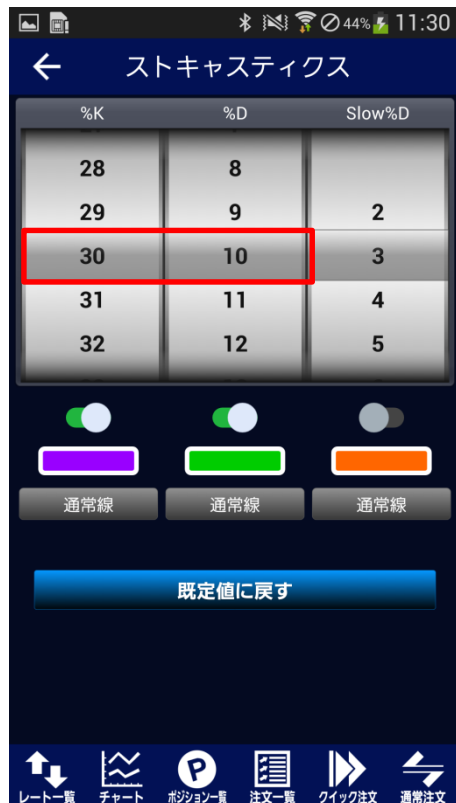 44% 11:30
ストキャスティクス
%K %D Slow%D
28 8
29 9 2
30 10 3
31 11 4
32 12 5
通常線 通常線 通常線
既定値に戻す
P
レート一覧 チャート ポジション一覧 注文一覧 クイック注文 通常注文